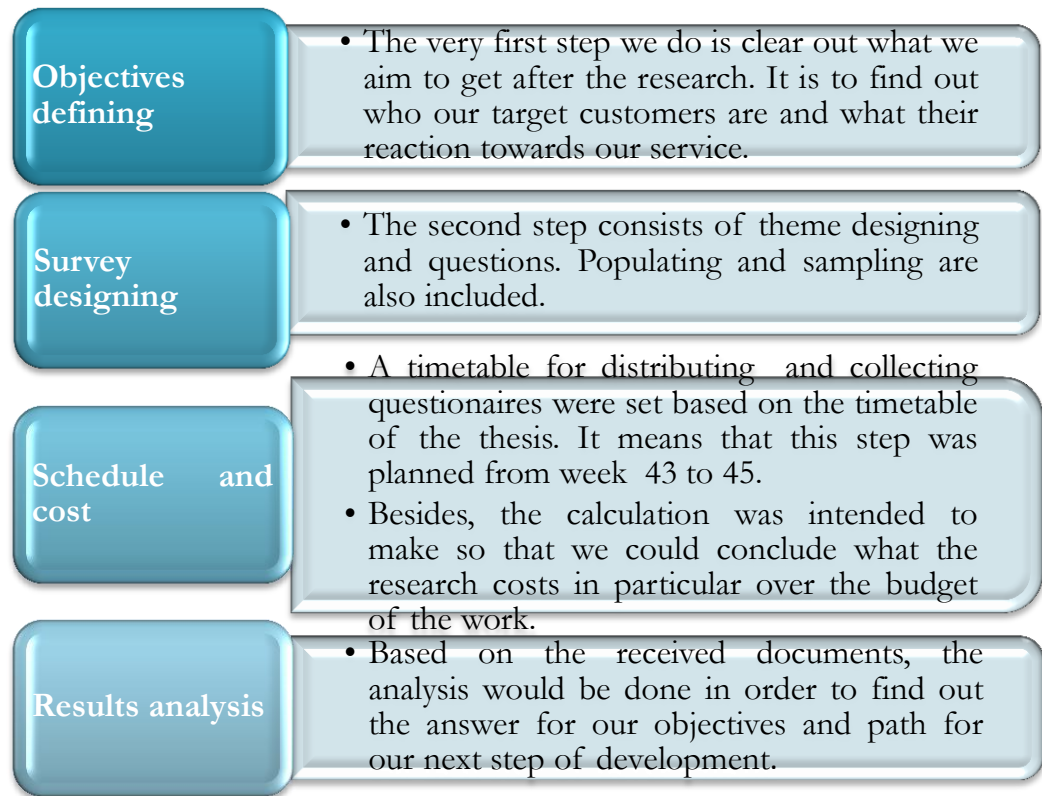 Objectives
defining
• The very first step we do is clear out what we
aim to get after the research. It is to find out
who our target customers are and what their
reaction towards our service.
Survey
designing
• The second step consists of theme designing
and questions. Populating and sampling are
also included.
Schedule and
cost
• A timetable for distributing and collecting
questionaires were set based on the timetable
of the thesis. It means that this step was
planned from week 43 to 45.
• Besides, the calculation was intended to
make so that we could conclude what the
research costs in particular over the budget
of the work.
Results analysis
• Based on the received documents, the
analysis would be done in order to find out
the answer for our objectives and path for
our next step of development.